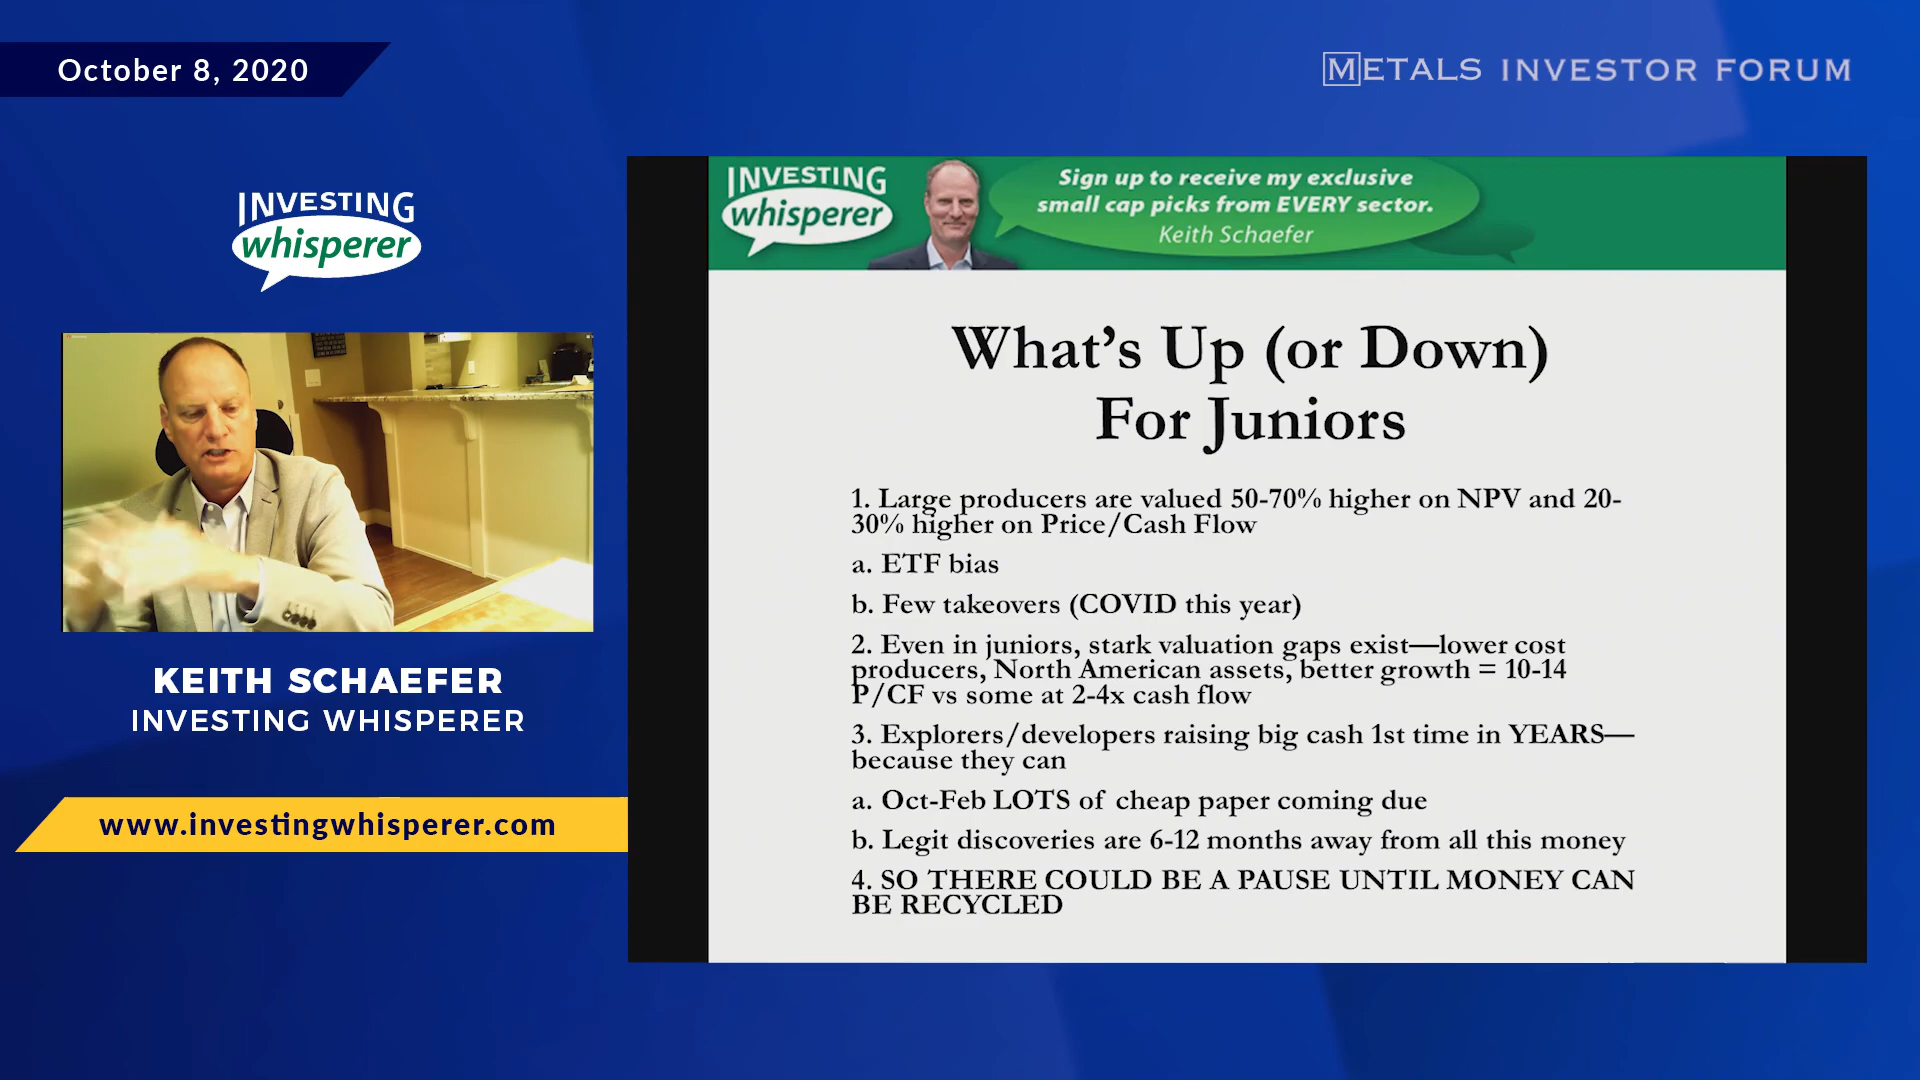 October 8, 2020
METALS INVESTOR FORUM
INVESTING
whisperer
KEITH SCHAEFER
INVESTING WHISPERER
www.investingwhisperer.com
INVESTING
whisperer
Sign up to receive my exclusive
small cap picks from EVERY sector.
Keith Schaefer
What's Up (or Down)
For Juniors
1. Large producers are valued 50-70% higher on NPV and 20-
30% higher on Price/Cash Flow
a. ETF bias
b. Few takeovers (COVID this year)
2. Even in juniors, stark valuation gaps exist—lower cost
producers, North American assets, better growth = 10-14
P/CF vs some at 2-4x cash flow
3. Explorers/developers raising big cash 1st time in YEARS—
because they can
a. Oct-Feb LOTS of cheap paper coming due
b. Legit discoveries are 6-12 months away from all this money
4. SO THERE COULD BE A PAUSE UNTIL MONEY CAN
BE RECYCLED